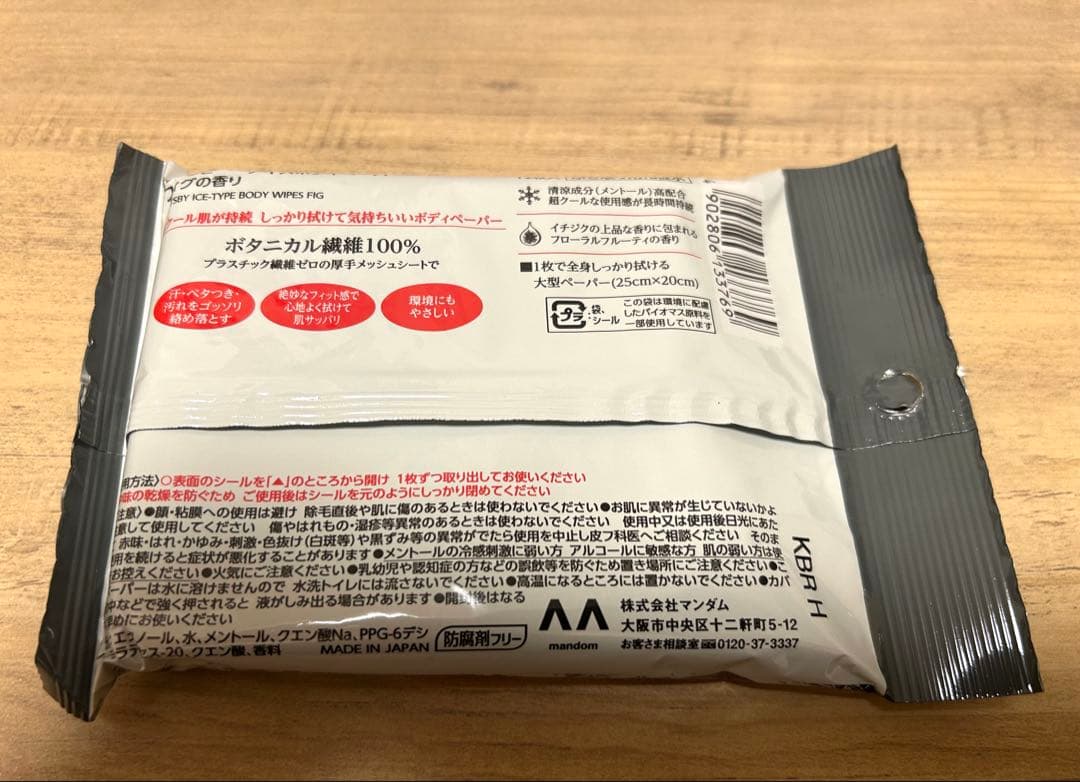 イグの香り
SBY ICE-TYPE BODY WIPES FIG
ール肌が持続 しっかり拭けて気持ちいいボディペーパー
ボタニカル繊維100%
プラスチック繊維ゼロの厚手メッシュシートで
汗・ベタつき・
汚れをゴッソリ
絡め落とす
絶妙なフィット感で
心地よく拭けて
肌サッパリ
環境にも
やさしい
清涼成分(メントール)高配合
超クールな使用感が長時間持続
イチジクの上品な香りに包まれる
フローラルフルーティの香り
■1枚で全身しっかり拭ける
大型ペーパー(25cm×20cm)
プラ
:袋、
シール
この袋は環境に配慮
したバイオマス原料を
一部使用しています
902806 133769
用方法〉○表面のシールを「▲」のところから開け 1枚ずつ取り出してお使いください
の乾燥を防ぐため ご使用後はシールを元のようにしっかり閉めてください
注意〉●顔・粘膜への使用は避け 除毛直後や肌に傷のあるときは使わないでください●お肌に異常が生じていないかよ
意して使用してください 傷やはれもの・湿疹等異常のあるときは使わないでください 使用中又は使用後日光にあた
赤味・はれ・かゆみ・刺激・色抜け(白斑等)や黒ずみ等の異常がでたら使用を中止し皮フ科医へご相談ください そのまま
用を続けると症状が悪化することがあります●メントールの冷感刺激に弱い方 アルコールに敏感な方 肌の弱い方は使
お控えください●火気にご注意ください●乳幼児や認知症の方などの誤飲等を防ぐため置き場所にご注意ください●こ
ーパーは水に溶けませんので 水洗トイレには流さないでください●高温になるところには置かないでください●カバ
中などで強く押されると 液がしみ出る場合があります●開封後はなる
早めにお使いください
エタノール、水、メントール、クエン酸Na、PPG-6デシ
テトラデセス-20、クエン酸、香料
MADE IN JAPAN
防腐剤フリー
mandom
株式会社マンダム
大阪市中央区十二軒町5-12
お客さま相談室 0120-37-3337
KBR H